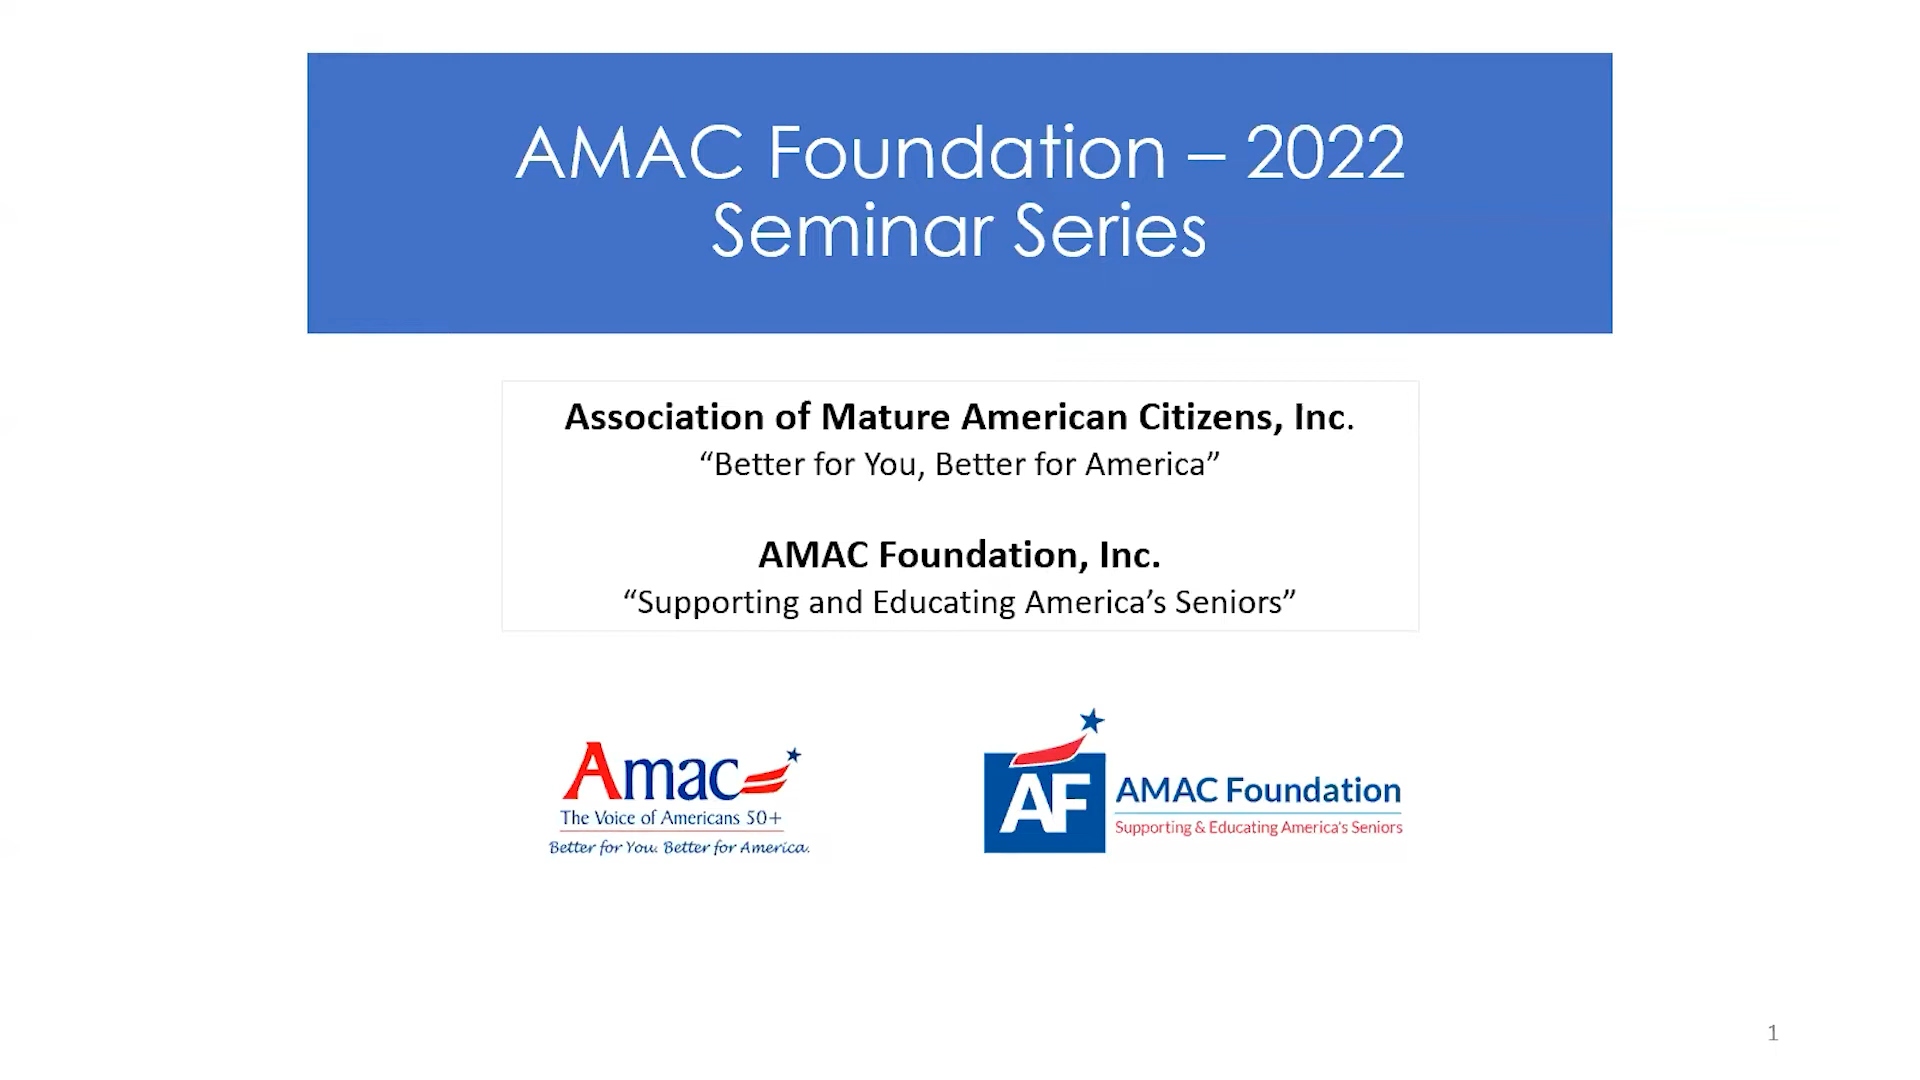 AMAC Foundation – 2022
Seminar Series
Association of Mature American Citizens, Inc.
“Better for You, Better for America”
AMAC Foundation, Inc.
“Supporting and Educating America’s Seniors”
Amac
The Voice of Americans 50+
Better for You. Better for America.
AF
AMAC Foundation
Supporting & Educating America's Seniors
1